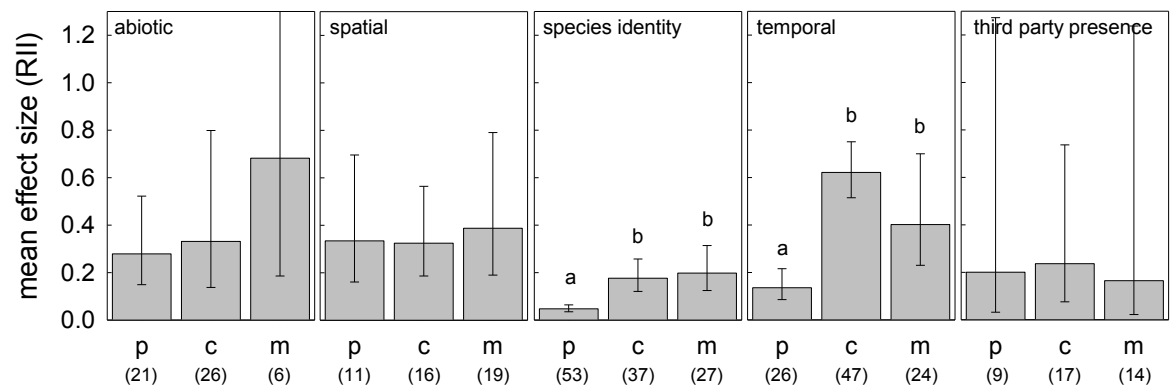 mean effect size (RII)
1.2
1.0
0.8
0.6
0.4
0.2
0.0
abiotic
spatial
species identity
temporal
third party presence
a
b
b
a
b
b
p c m p c m p c m p c m p c m
(21) (26) (6) (11) (16) (19) (53) (37) (27) (26) (47) (24) (9) (17) (14)